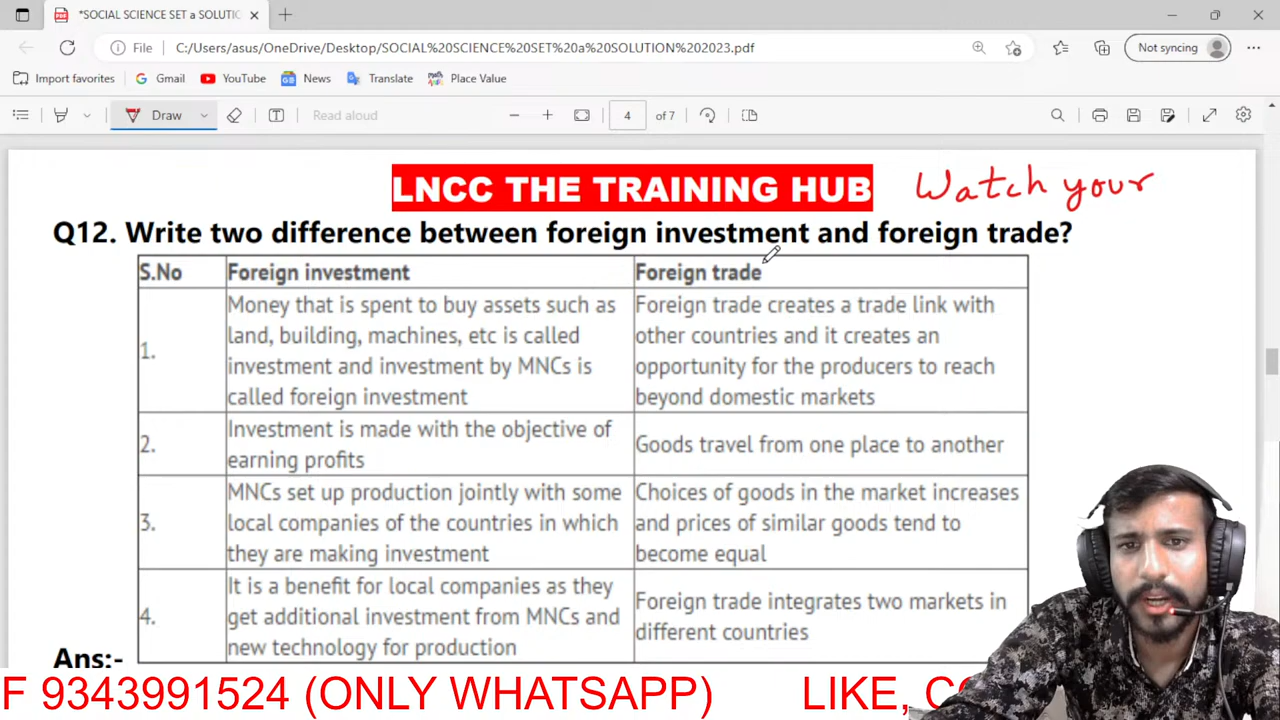 *SOCIAL SCIENCE SET a SOLUTIO
File
C:/Users/asus/OneDrive/Desktop/SOCIAL%20SCIENCE%20SET%20a%20SOLUTION%202023.pdf
Not syncing
Import favorites
Gmail
YouTube
News
Translate
Place Value
Draw
Read aloud
4
of 7
LNCC THE TRAINING HUB
Watch your
Q12. Write two difference between foreign investment and foreign trade?
S.No
Foreign investment
Foreign trade
1.
Money that is spent to buy assets such as
land, building, machines, etc is called
investment and investment by MNCs is
called foreign investment
Foreign trade creates a trade link with
other countries and it creates an
opportunity for the producers to reach
beyond domestic markets
2.
Investment is made with the objective of
earning profits
Goods travel from one place to another
3.
MNCs set up production jointly with some
local companies of the countries in which
they are making investment
Choices of goods in the market increases
and prices of similar goods tend to
become equal
4.
It is a benefit for local companies as they
get additional investment from MNCs and
new technology for production
Foreign trade integrates two markets in
different countries
Ans:-
F 9343991524 (ONLY WHATSAPP) LIKE, CO